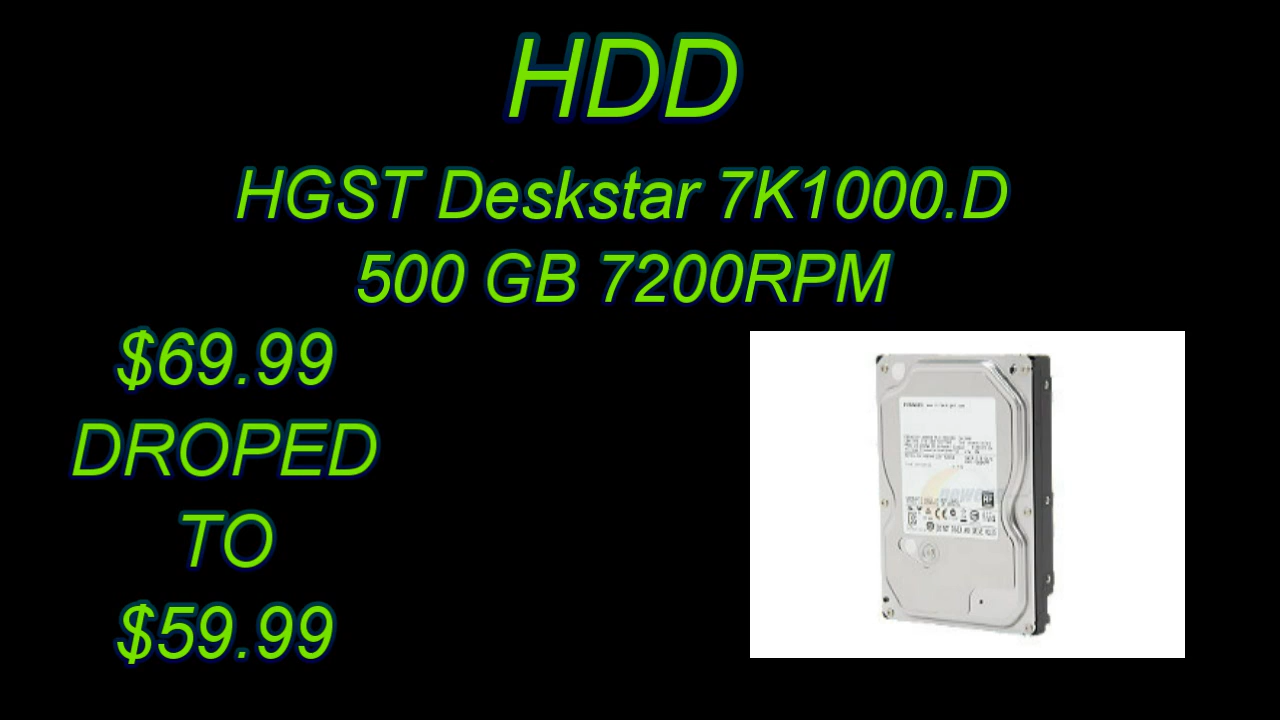 HDD
HGST Deskstar 7K1000.D
500 GB 7200RPM
$69.99
DROPED
TO
$59.99